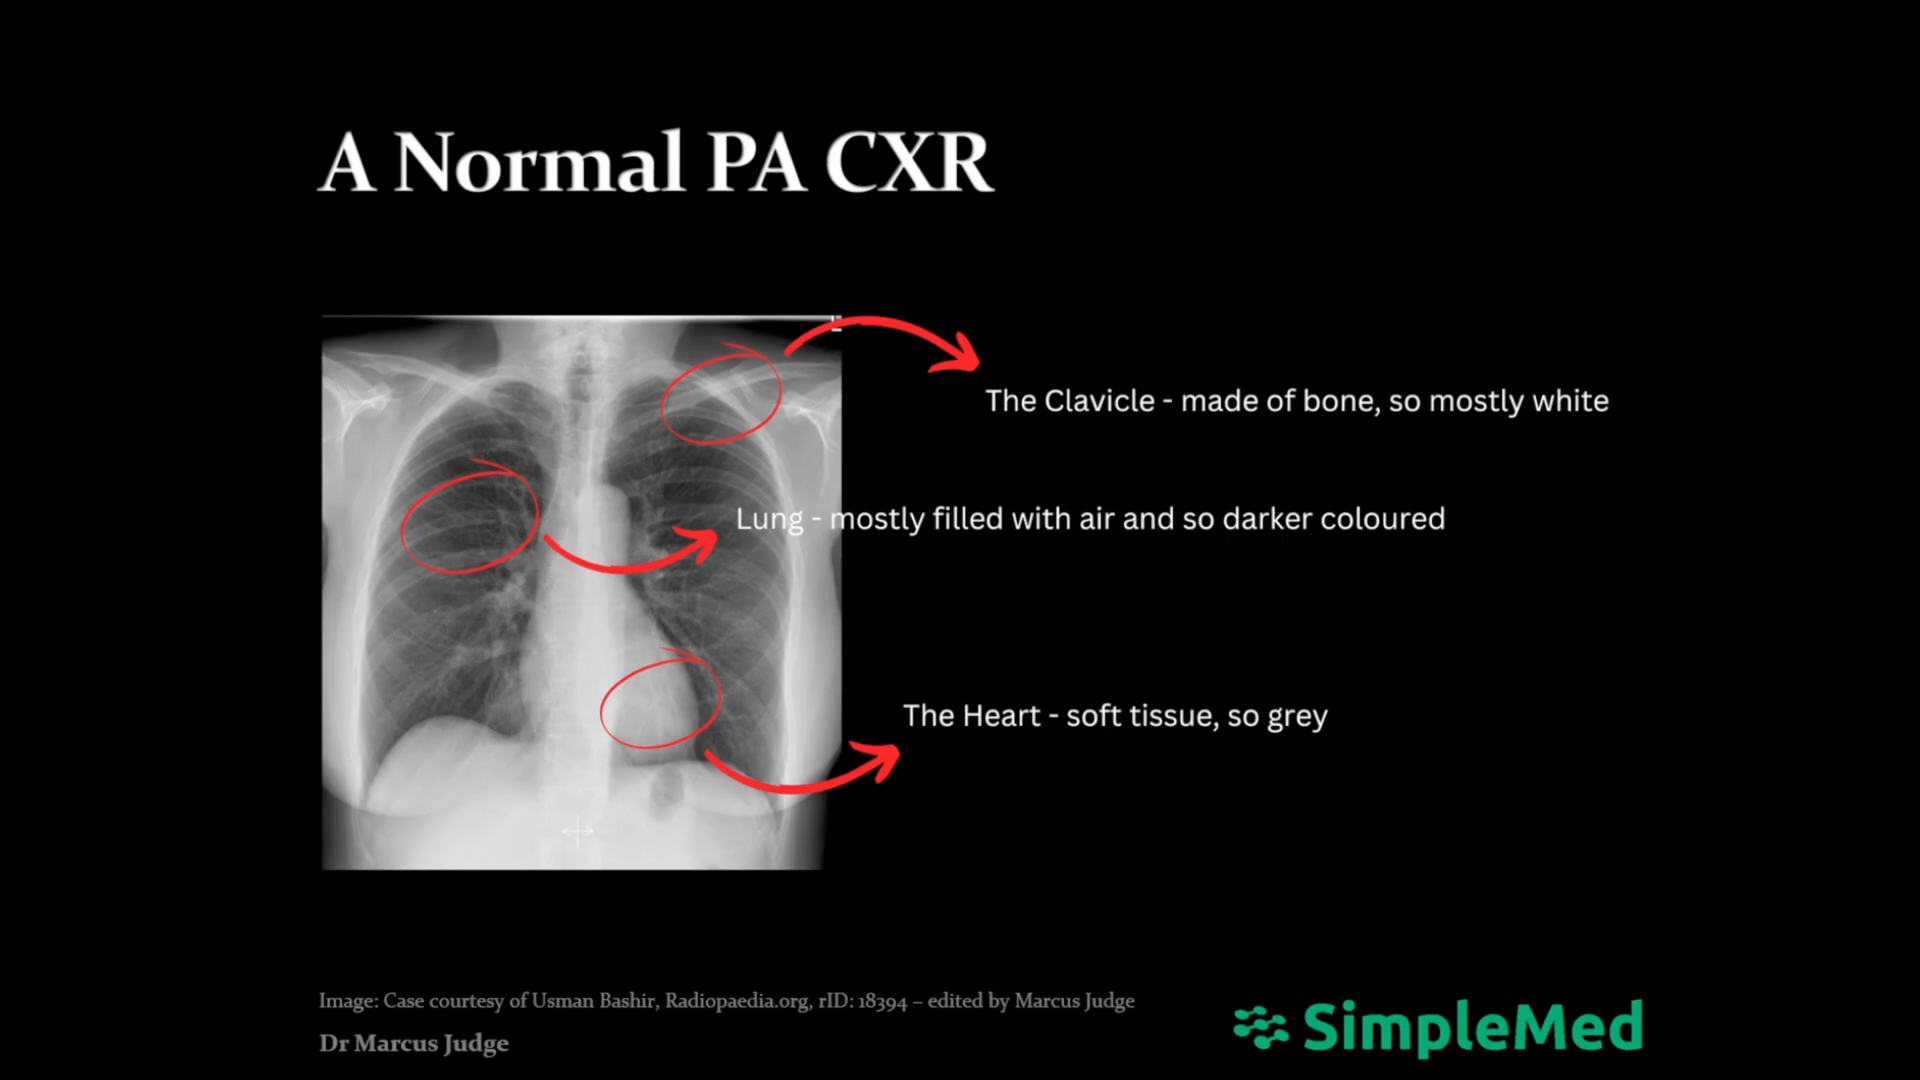 A Normal PA CXR
The Clavicle - made of bone, so mostly white
Lung - mostly filled with air and so darker coloured
The Heart - soft tissue, so grey
Image: Case courtesy of Usman Bashir, Radiopaedia.org, rID: 18394 – edited by Marcus Judge
Dr Marcus Judge
SimpleMed